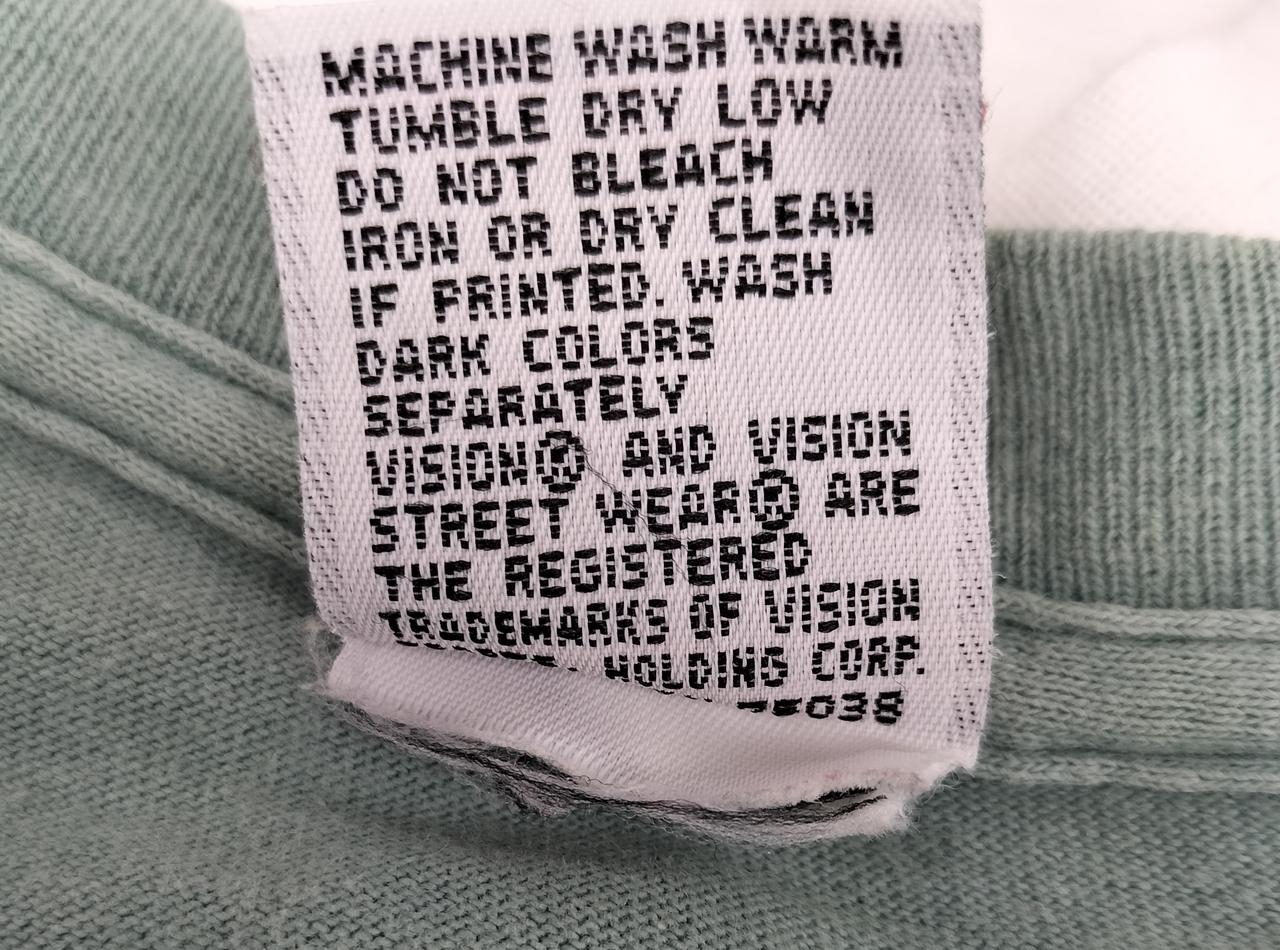 MACHINE WASH WARM
TUMBLE DRY LOW
DO NOT BLEACH
IRON OR DRY CLEAN
IF PRINTED. WASH
DARK COLORS
SEPARATELY
VISION® AND VISION
STREET WEAR® ARE
THE REGISTERED
TRADEMARKS OF VISION
HOLDING CORP.